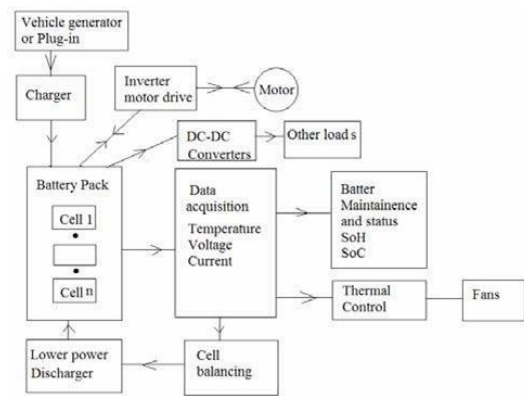 Vehicle generator
or Plug-in
Charger
Inverter
motor drive
Motor
DC-DC
Converters
Other load s
Battery Pack
Cell 1
Cell n
Data
acquisition
Temperature
Voltage
Current
Batter
Maintainence
and status
SoH
SoC
Thermal
Control
Fans
Lower power
Discharger
Cell
balancing